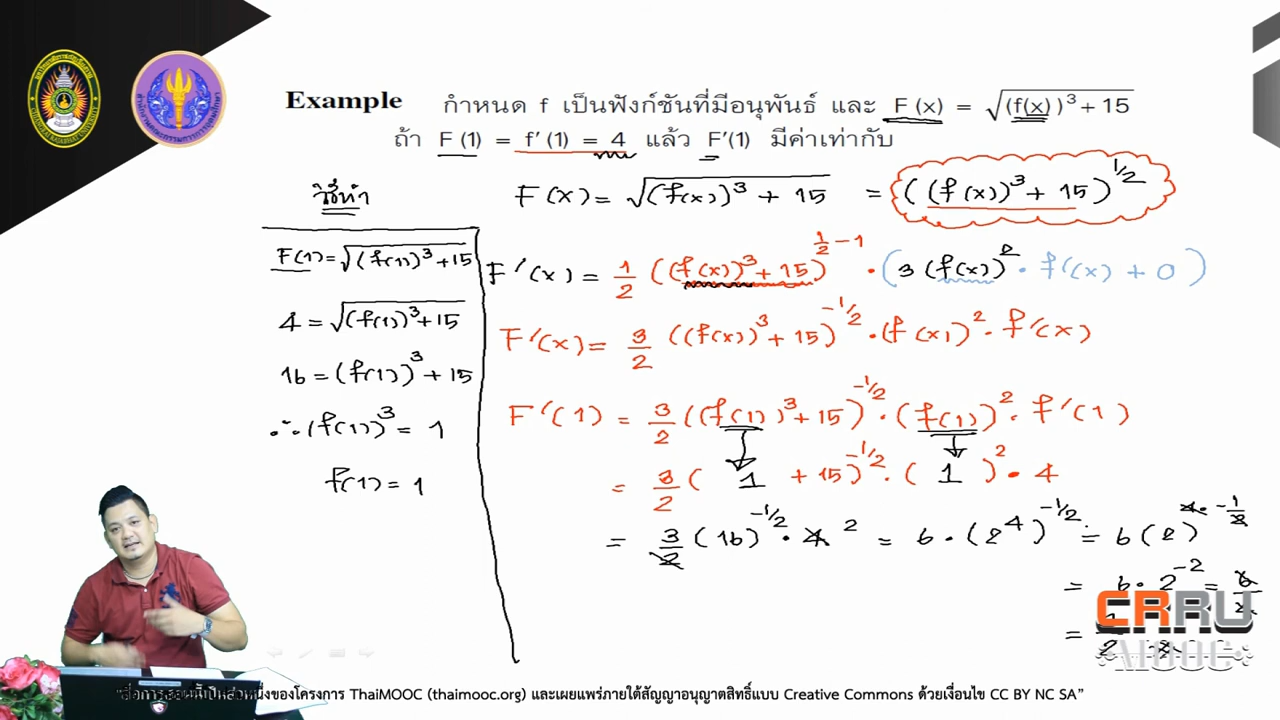 Example กำหนด f เป็นฟังก์ชันที่มีอนุพันธ์ และ F (x) = √((f(x))³ + 15)
ถ้า F (1) = f′ (1) = 4 แล้ว F′(1) มีค่าเท่ากับ
วิธีทำ
F(1) = √((f(1))³ + 15)
4 = √((f(1))³ + 15)
16 = (f(1))³ + 15
∴ (f(1))³ = 1
f(1) = 1
F(x) = √((f(x))³ + 15) = ((f(x))³ + 15)^1/2
F′(x) = 1/2 ((f(x))³ + 15)^(1/2 − 1) · (3 (f(x))² · f′(x) + 0)
F′(x) = 3/2 ((f(x))³ + 15)^−1/2 · (f(x))² · f′(x)
F′(1) = 3/2 ((f(1))³ + 15)^−1/2 · (f(1))² · f′(1)
= 3/2 ( 1 + 15)^−1/2 · ( 1 )² · 4
= 3/2 (16)^−1/2 · 4 2 = 6 · (2⁴)^−1/2 = 6 (2)^4·−1/2
= 6 · 2^−2 = 6
=
CRRU
MOOC
"สื่อการสอนนี้เป็นส่วนหนึ่งของโครงการ ThaiMOOC (thaimooc.org) และเผยแพร่ภายใต้สัญญาอนุญาตสิทธิ์แบบ Creative Commons ด้วยเงื่อนไข CC BY NC SA"